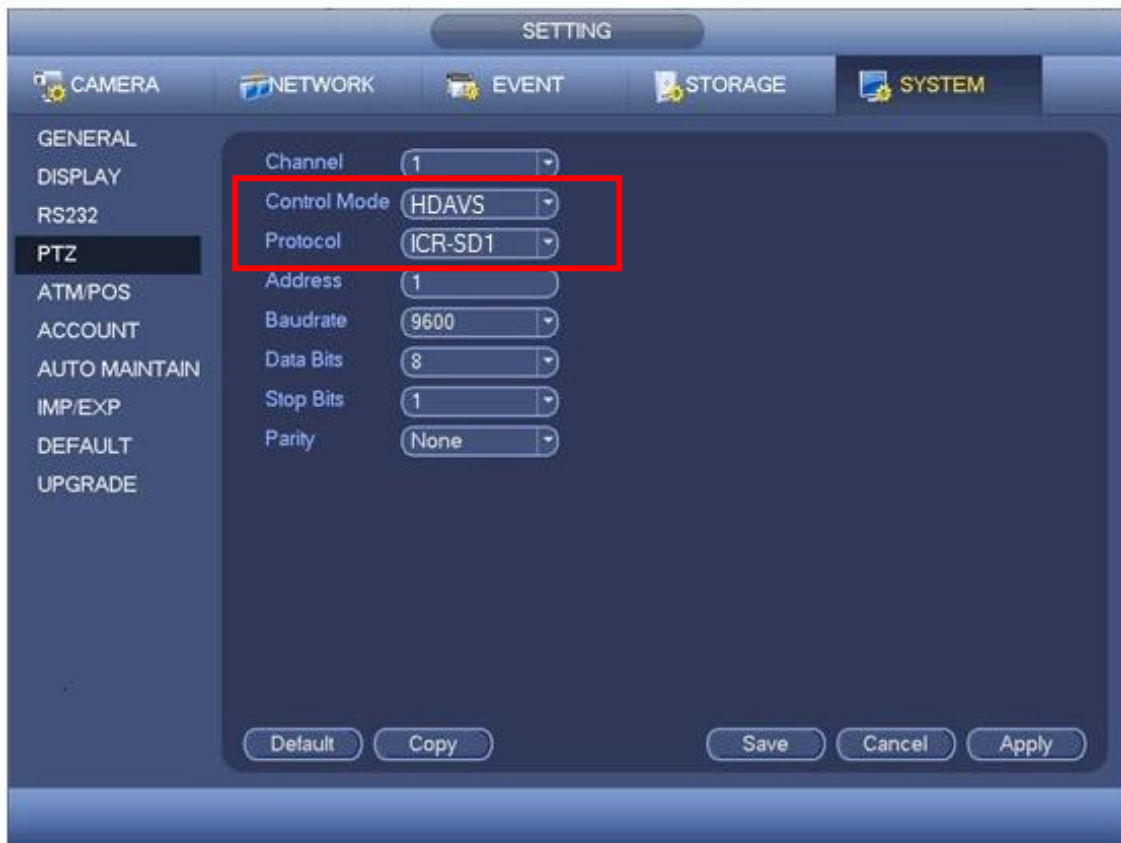 SETTING
CAMERA NETWORK EVENT STORAGE SYSTEM
GENERAL
DISPLAY
RS232
PTZ
ATM/POS
ACCOUNT
AUTO MAINTAIN
IMP/EXP
DEFAULT
UPGRADE
Channel 1
Control Mode HDAVS
Protocol ICR-SD1
Address 1
Baudrate 9600
Data Bits 8
Stop Bits 1
Parity None
Default Copy Save Cancel Apply